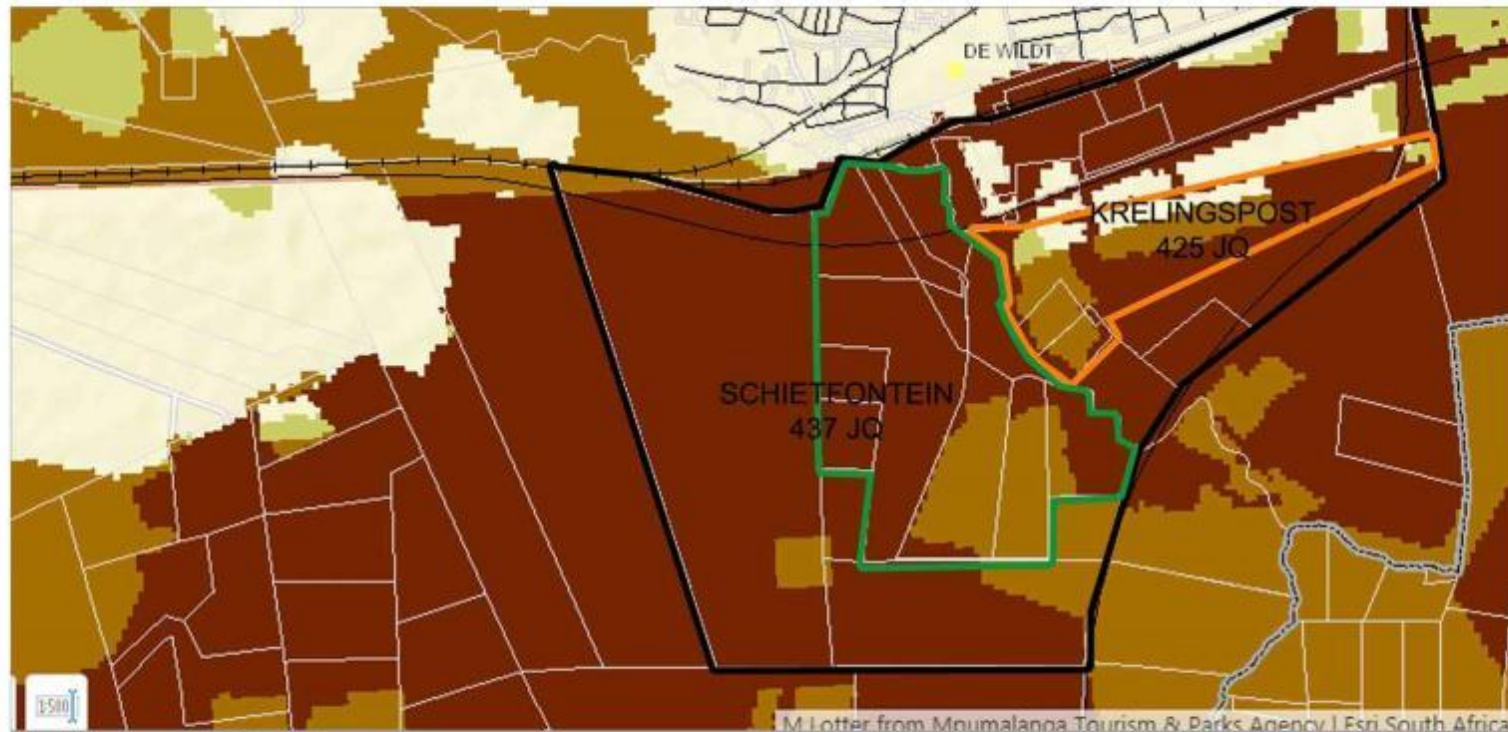 DE WILDT
KRELINGSPOST
425 JQ
SCHIETFONTEIN
437 JQ
1:500
M Lotter from Mpumalanga Tourism & Parks Agency | Esri South Africa